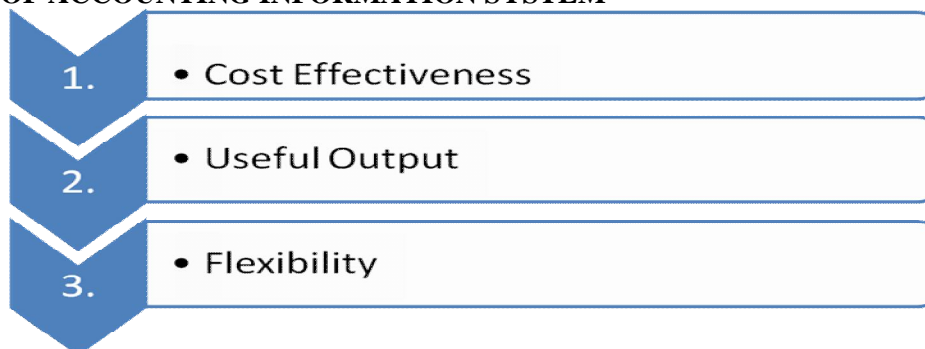 OF ACCOUNTING INFORMATION SYSTEM
1. • Cost Effectiveness
2. • Useful Output
3. • Flexibility